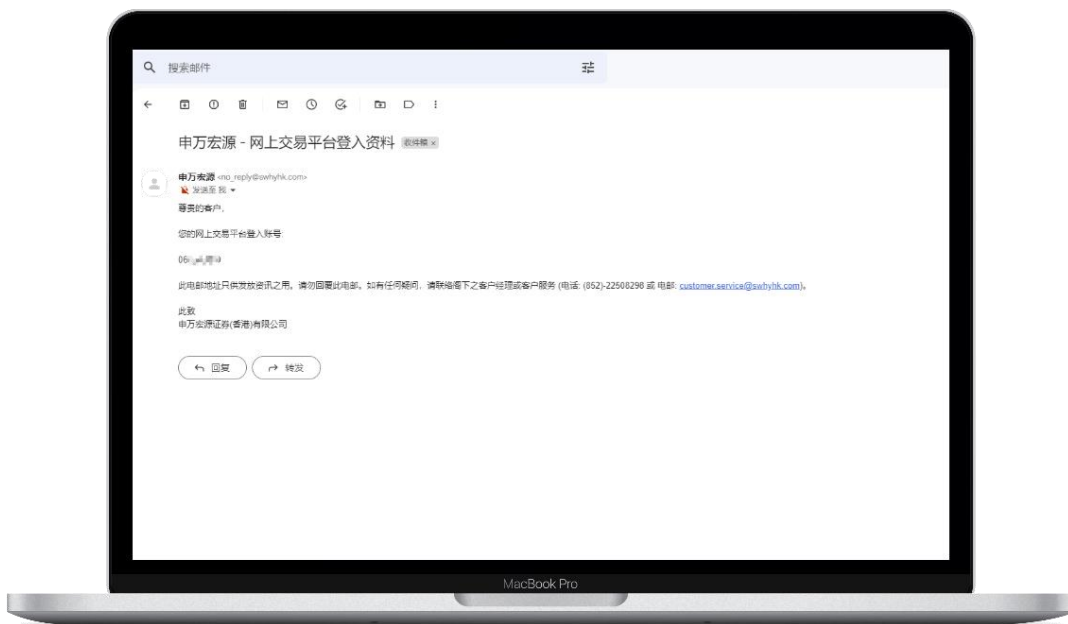 搜索邮件
申万宏源 - 网上交易平台登入资料 收件箱 ×
申万宏源 <no_reply@swhyhk.com>
发送至 我
尊贵的客户,
您的网上交易平台登入账号:
06
此电邮地址只供发放资讯之用。请勿回覆此电邮。如有任何疑问，请联络阁下之客户经理或客户服务 (电话: (852)-22508298 或 电邮: customer.service@swhyhk.com)。
此致
申万宏源证券(香港)有限公司
回复
转发
MacBook Pro